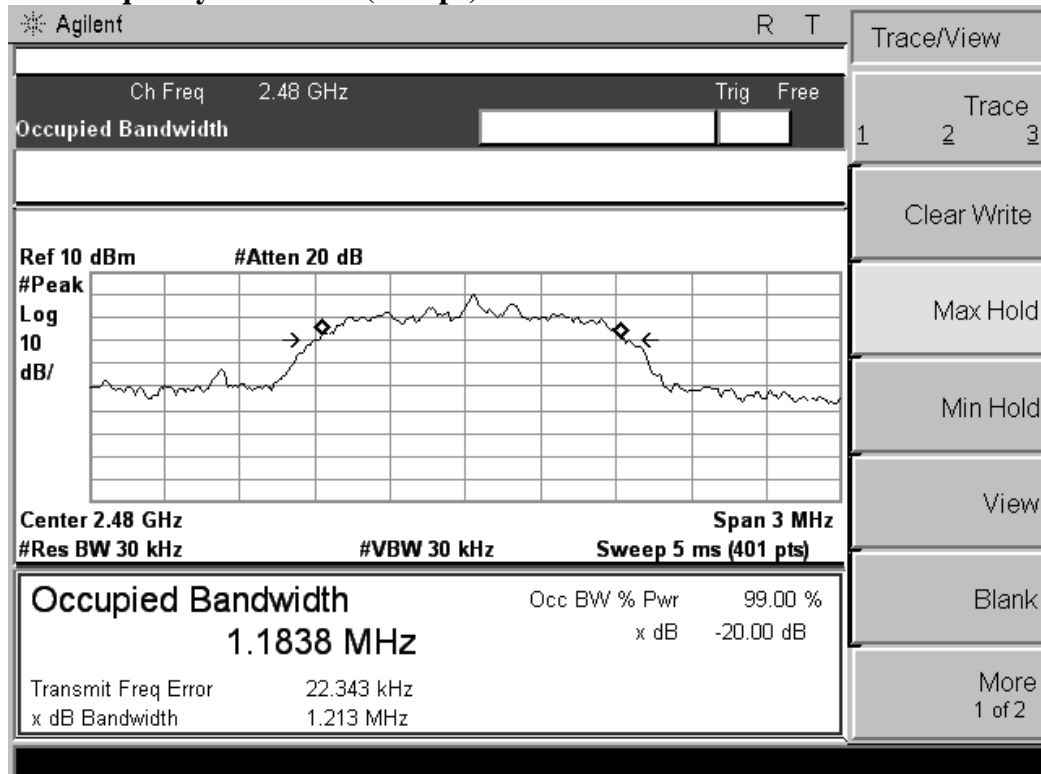 Agilent R T
Trace/View
Ch Freq 2.48 GHz Trig Free
Occupied Bandwidth
Trace
1 2 3
Clear Write
Ref 10 dBm #Atten 20 dB
#Peak
Log
10
dB/
Max Hold
Min Hold
View
Center 2.48 GHz Span 3 MHz
#Res BW 30 kHz #VBW 30 kHz Sweep 5 ms (401 pts)
Occupied Bandwidth Occ BW % Pwr 99.00 %
1.1838 MHz x dB -20.00 dB
Blank
Transmit Freq Error 22.343 kHz
x dB Bandwidth 1.213 MHz
More
1 of 2